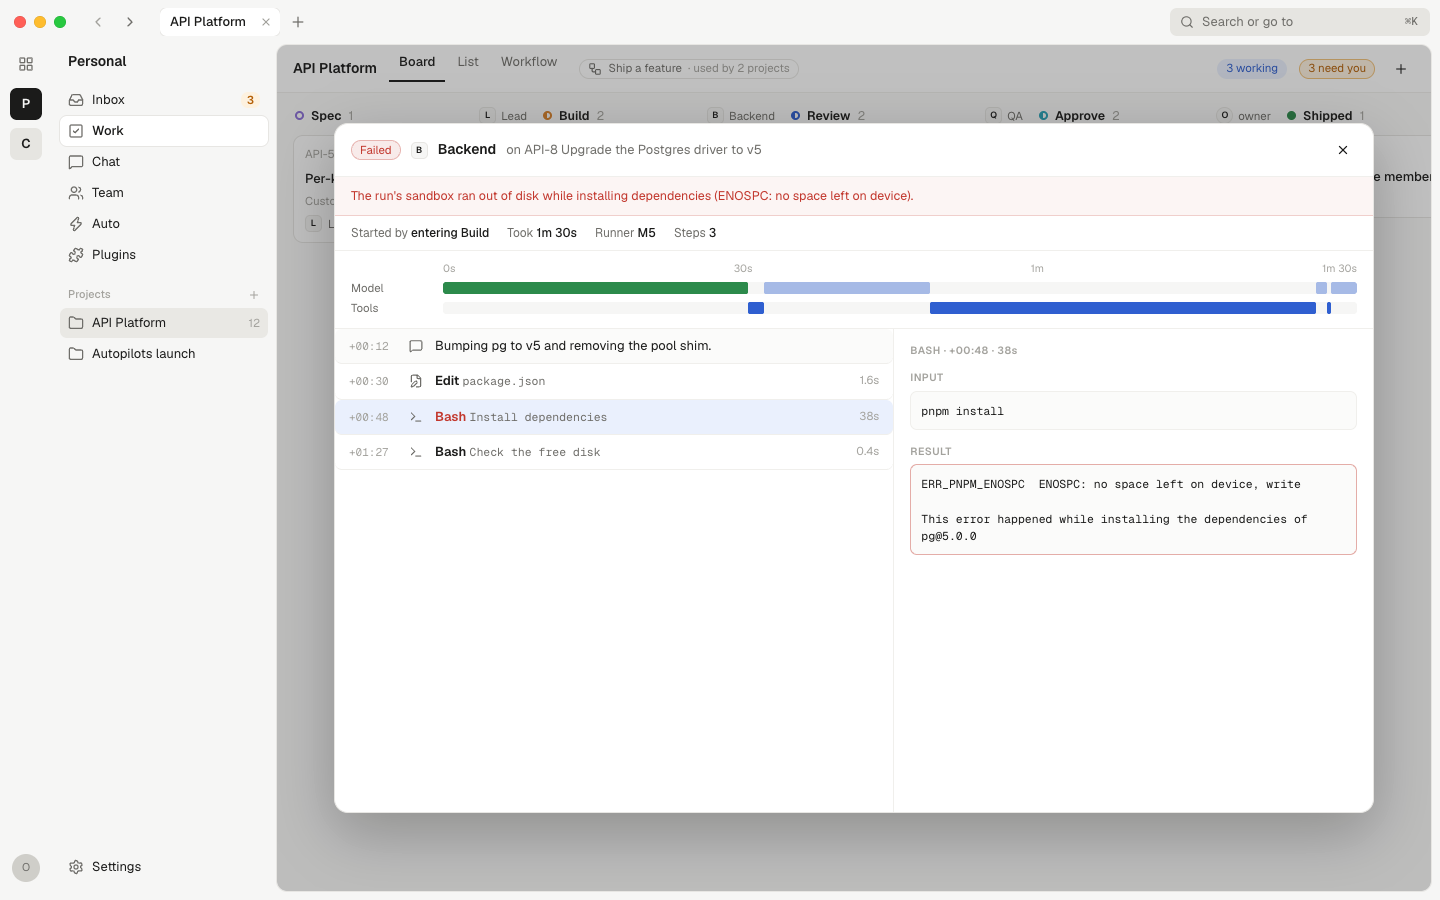 API Platform
Search or go to
⌘K
Personal
P
C
Inbox 3
Work
Chat
Team
Auto
Plugins
Projects
API Platform 12
Autopilots launch
O
Settings
API Platform
Board
List
Workflow
Ship a feature · used by 2 projects
3 working
3 need you
Spec 1
L Lead
Build 2
B Backend
Review 2
Q QA
Approve 2
O owner
Shipped 1
API-5
Per-k
Custo
L L
e member
Failed
B
Backend on API-8 Upgrade the Postgres driver to v5
The run's sandbox ran out of disk while installing dependencies (ENOSPC: no space left on device).
Started by entering Build Took 1m 30s Runner M5 Steps 3
0s 30s 1m 1m 30s
Model
Tools
+00:12 Bumping pg to v5 and removing the pool shim.
+00:30 Edit package.json 1.6s
+00:48 Bash Install dependencies 38s
+01:27 Bash Check the free disk 0.4s
BASH · +00:48 · 38s
INPUT
pnpm install
RESULT
ERR_PNPM_ENOSPC ENOSPC: no space left on device, write
This error happened while installing the dependencies of
pg@5.0.0